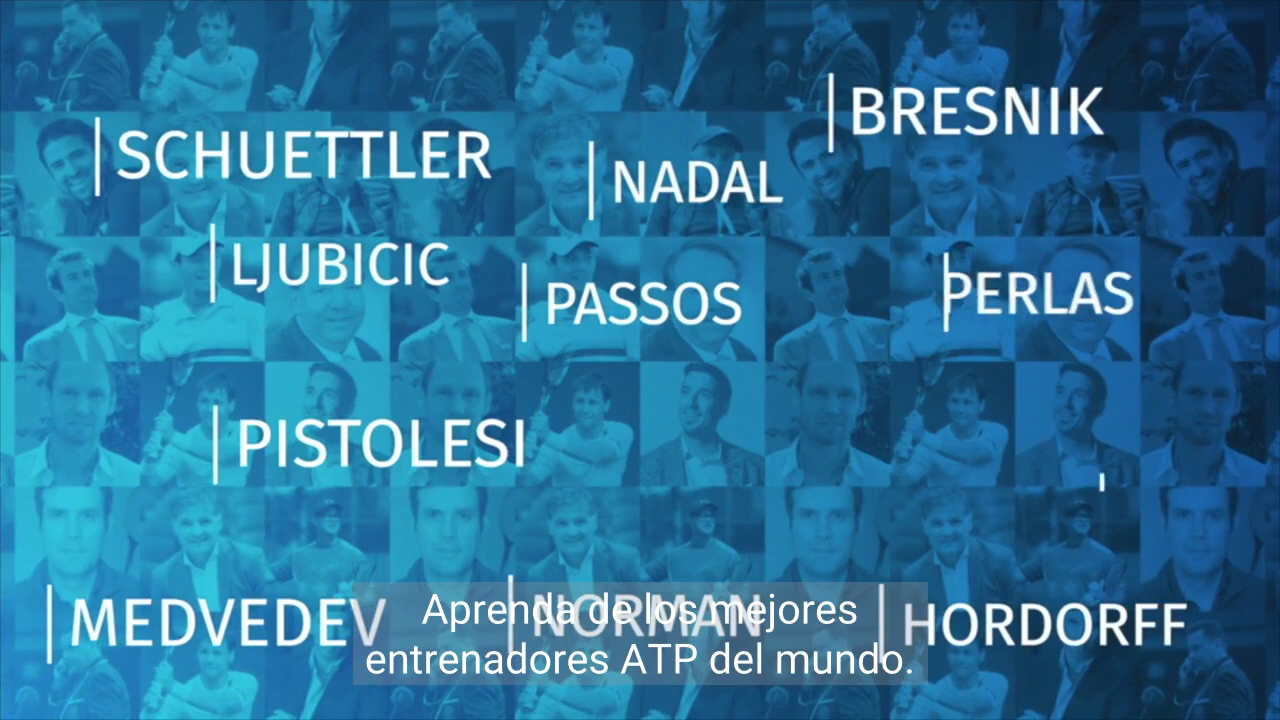 BRESNIK
SCHUETTLER
NADAL
LJUBICIC
PASSOS
PERLAS
PISTOLESI
MEDVEDEV
NORMAN
HORDORFF
Aprenda de los mejores
entrenadores ATP del mundo.